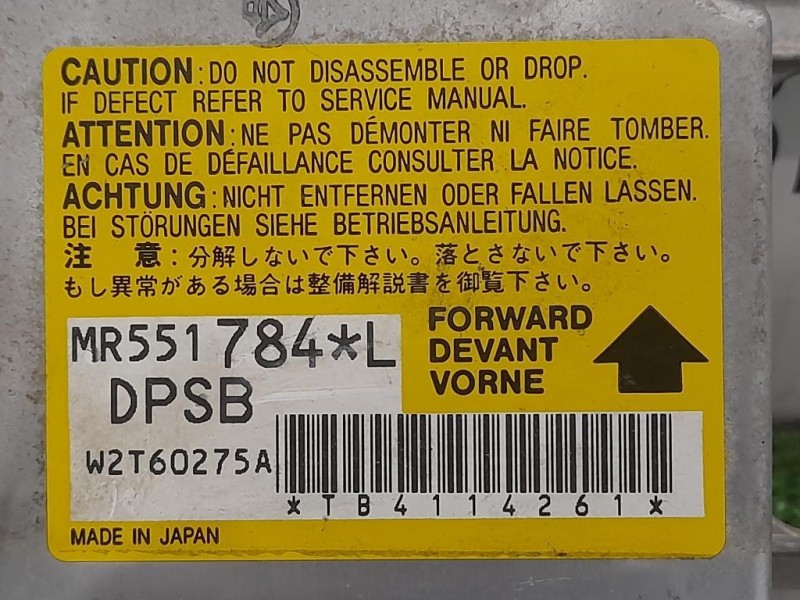 CAUTION: DO NOT DISASSEMBLE OR DROP.
IF DEFECT REFER TO SERVICE MANUAL.
ATTENTION: NE PAS DÉMONTER NI FAIRE TOMBER.
EN CAS DE DÉFAILLANCE CONSULTER LA NOTICE.
ACHTUNG: NICHT ENTFERNEN ODER FALLEN LASSEN.
BEI STÖRUNGEN SIEHE BETRIEBSANLEITUNG.
注 意: 分解しないで下さい。落とさないで下さい。
もし異常がある場合は整備解説書を御覧下さい。
MR551784*L
DPSB
W2T60275A
FORWARD
DEVANT
VORNE
*TB4114261*
MADE IN JAPAN